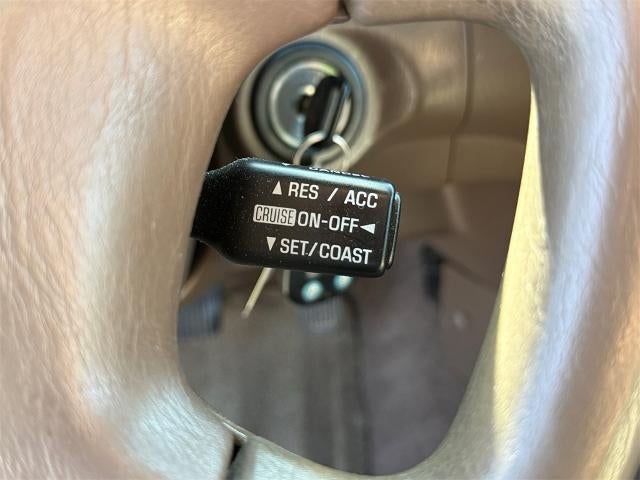 ▲ RES / ACC
CRUISE ON-OFF ◄
▼ SET/COAST